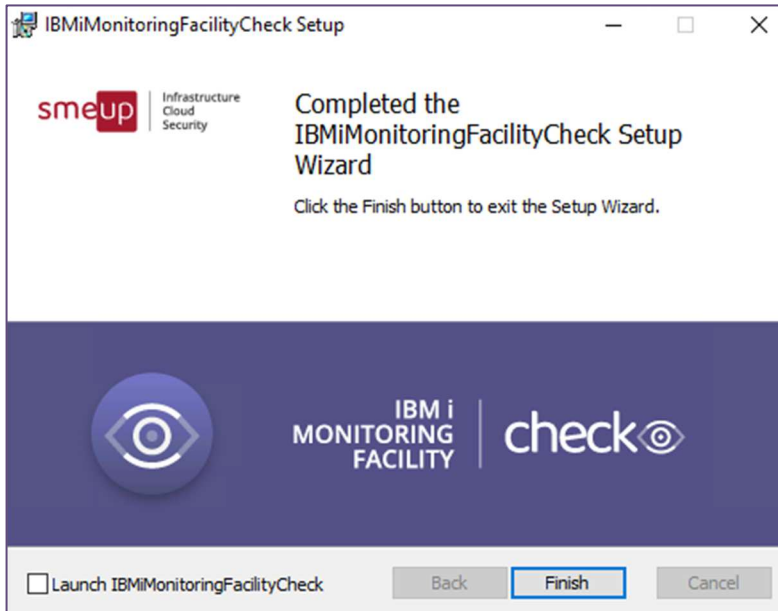 IBMiMonitoringFacilityCheck Setup
smeup
Infrastructure
Cloud
Security
Completed the
IBMiMonitoringFacilityCheck Setup
Wizard
Click the Finish button to exit the Setup Wizard.
IBM i
MONITORING
FACILITY
check
Launch IBMiMonitoringFacilityCheck
Back
Finish
Cancel